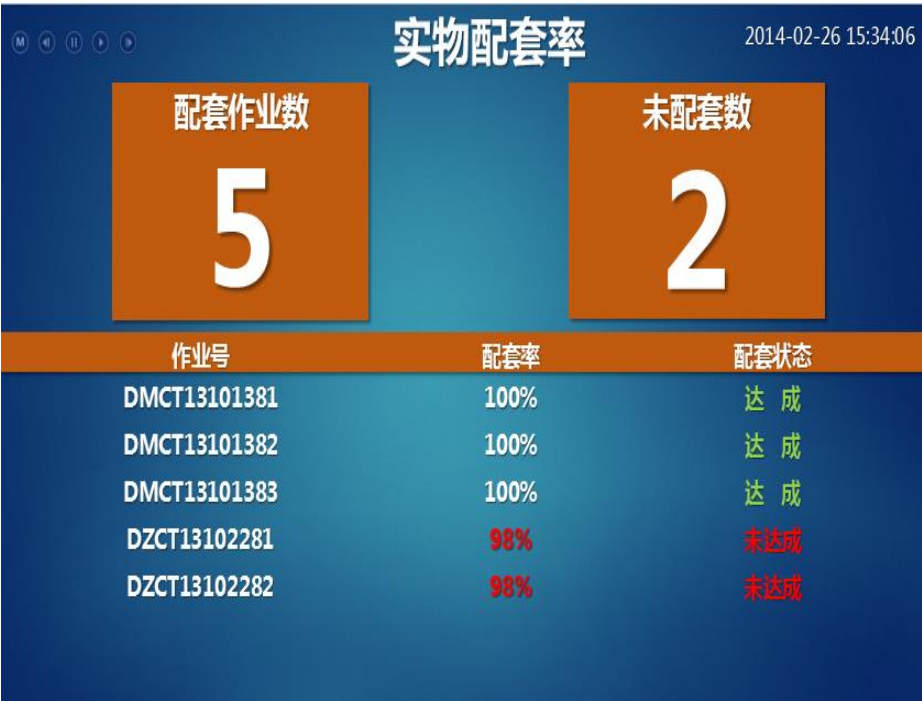 M
实物配套率 2014-02-26 15:34:06
配套作业数 未配套数
5 2
作业号 配套率 配套状态
DMCT13101381 100% 达 成
DMCT13101382 100% 达 成
DMCT13101383 100% 达 成
DZCT13102281 98% 未达成
DZCT13102282 98% 未达成